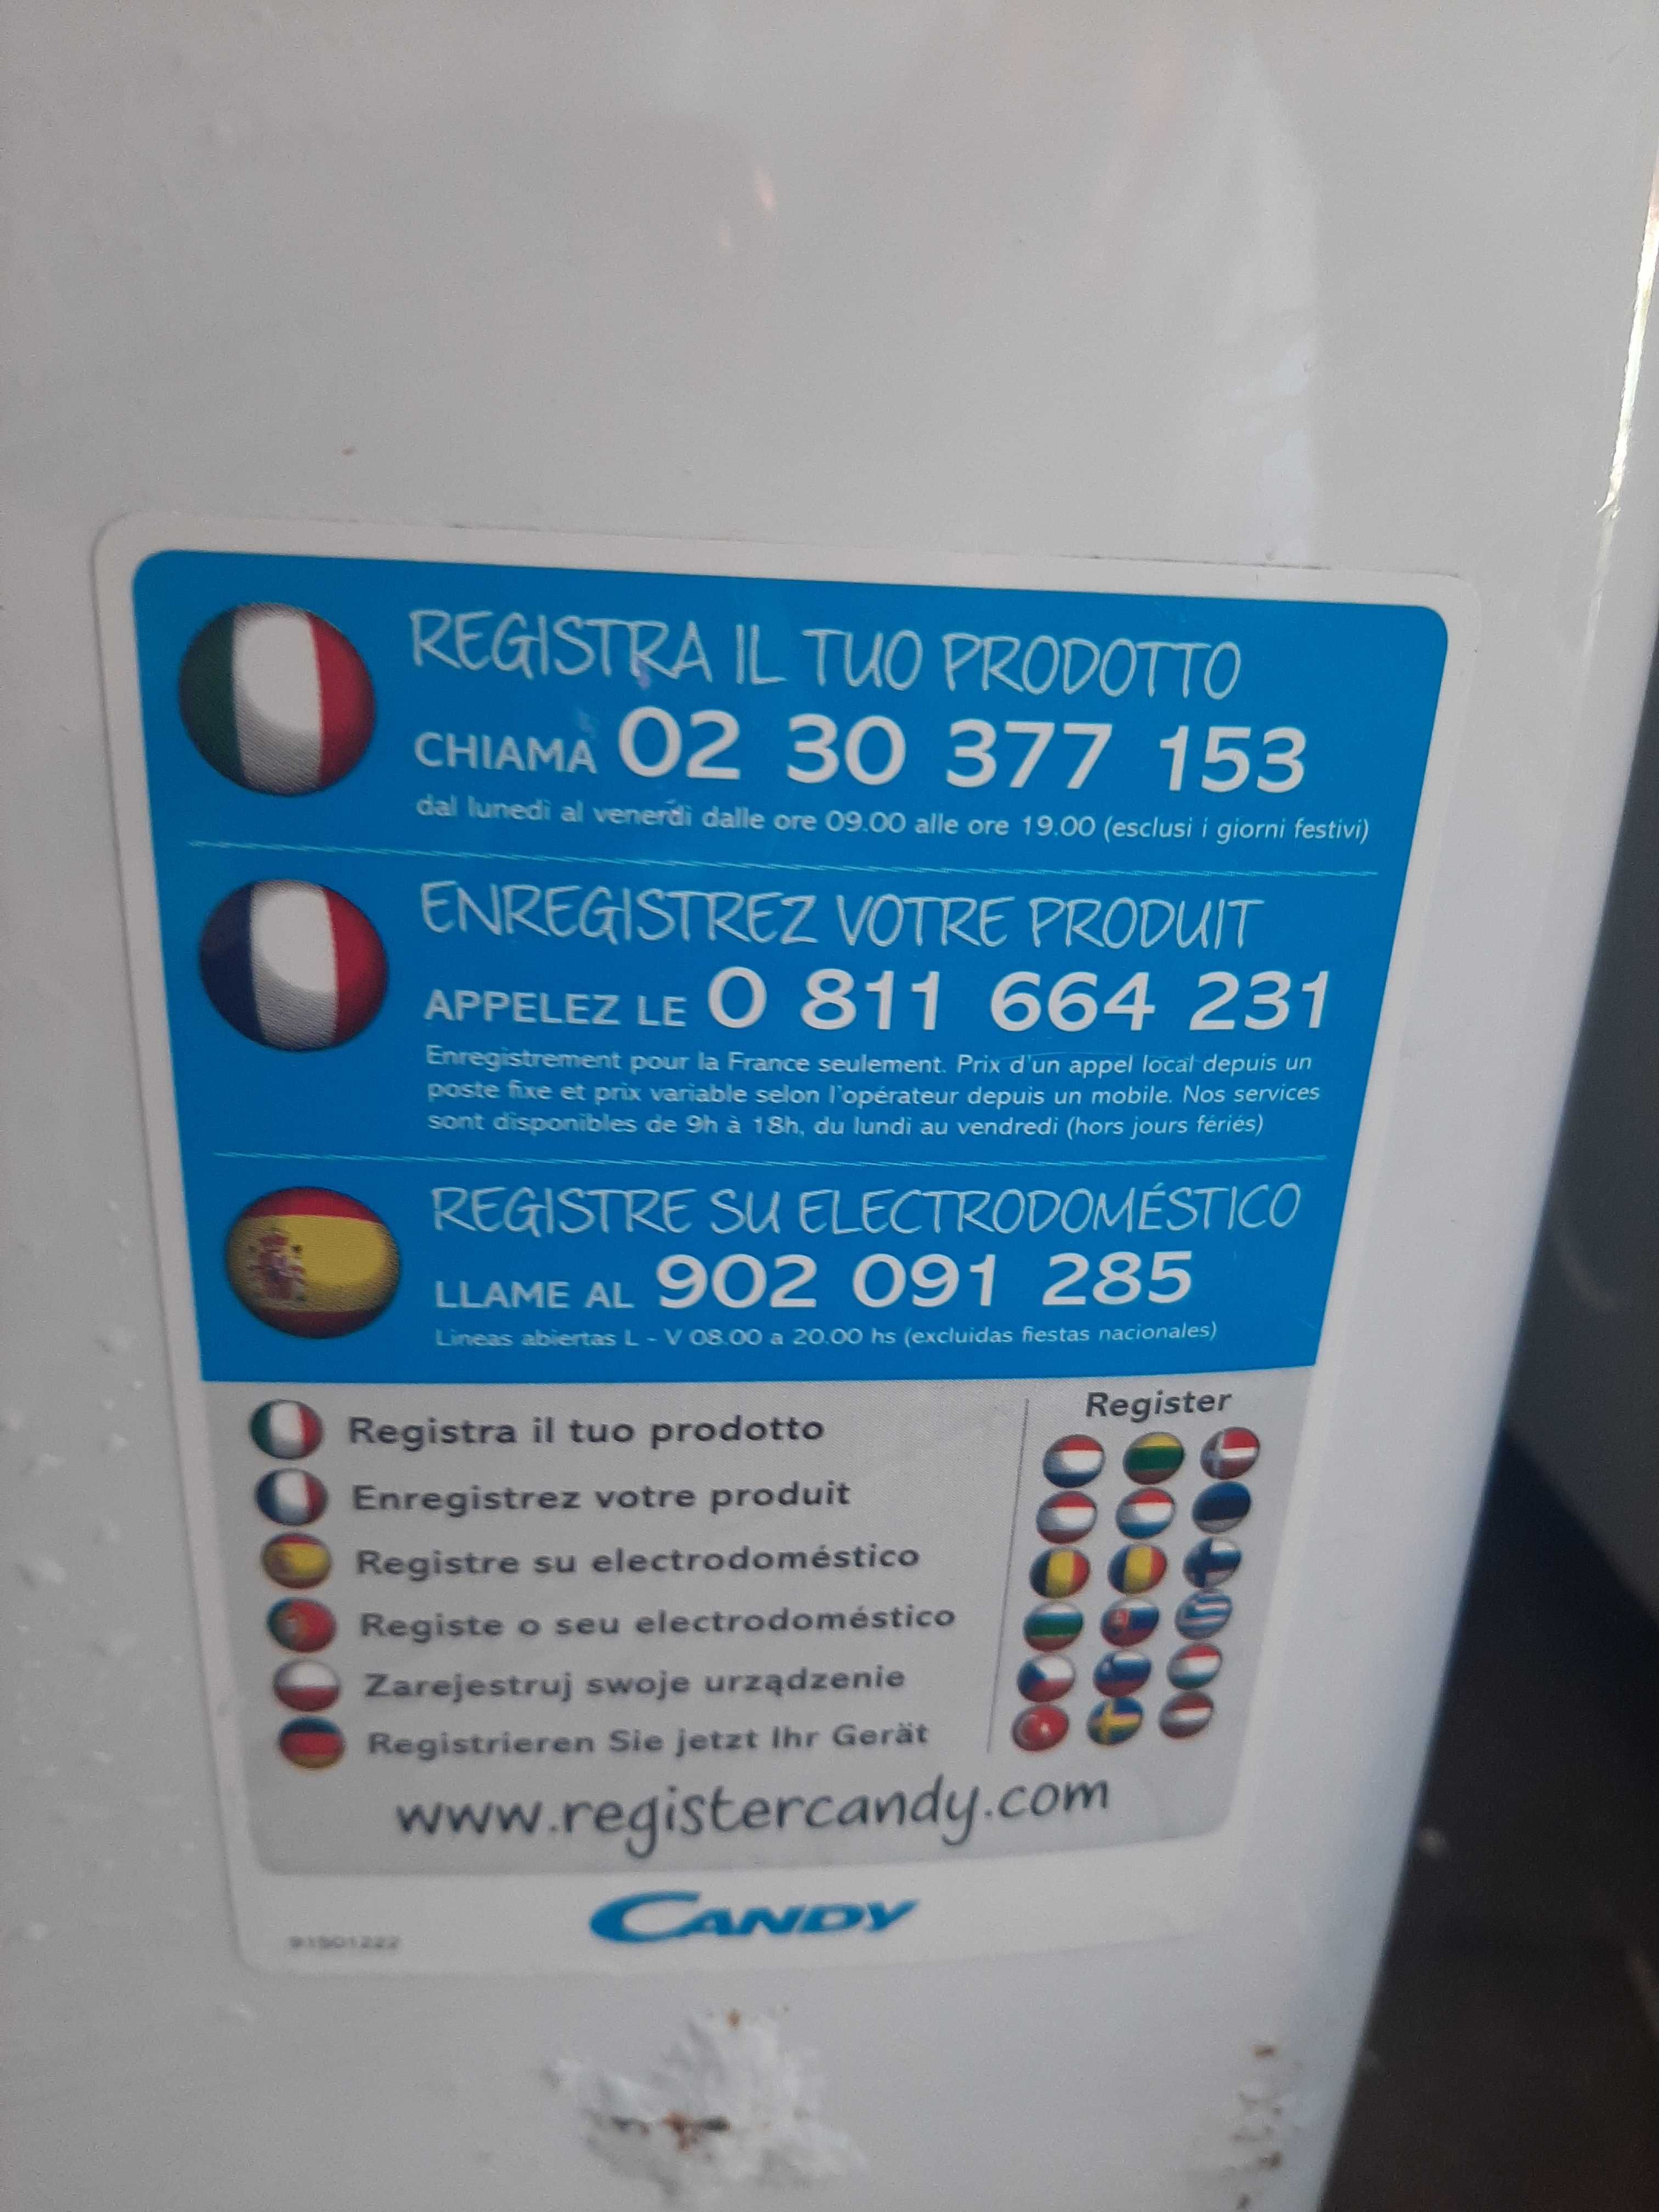 REGISTRA IL TUO PRODOTTO
CHIAMA 02 30 377 153
dal lunedì al venerdì dalle ore 09.00 alle ore 19.00 (esclusi i giorni festivi)
ENREGISTREZ VOTRE PRODUIT
APPELEZ LE 0 811 664 231
Enregistrement pour la France seulement. Prix d'un appel local depuis un
poste fixe et prix variable selon l'opérateur depuis un mobile. Nos services
sont disponibles de 9h à 18h, du lundi au vendredi (hors jours fériés)
REGISTRE SU ELECTRODOMÉSTICO
LLAME AL 902 091 285
Lineas abiertas L - V 08.00 a 20.00 hs (excluidas fiestas nacionales)
Registra il tuo prodotto
Enregistrez votre produit
Registre su electrodoméstico
Registe o seu electrodoméstico
Zarejestruj swoje urządzenie
Registrieren Sie jetzt Ihr Gerät
Register
www.registercandy.com
CANDY
91501222